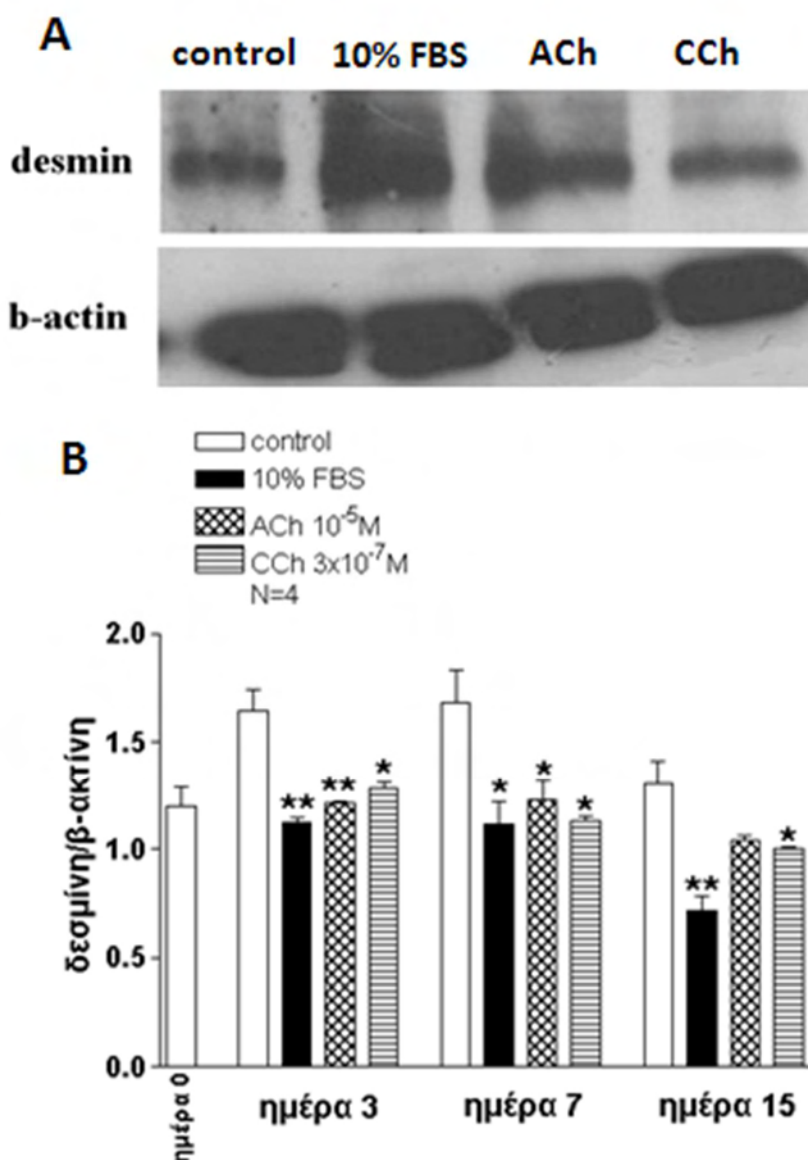 A
control 10% FBS ACh CCh
desmin
b-actin
B
control
10% FBS
ACh 10⁻⁵M
CCh 3x10⁻⁷M
N=4
2.0
1.5
1.0
0.5
0.0
δεσμίνη/β-ακτίνη
** ** *
* * *
** *
ημέρα 0
ημέρα 3 ημέρα 7 ημέρα 15